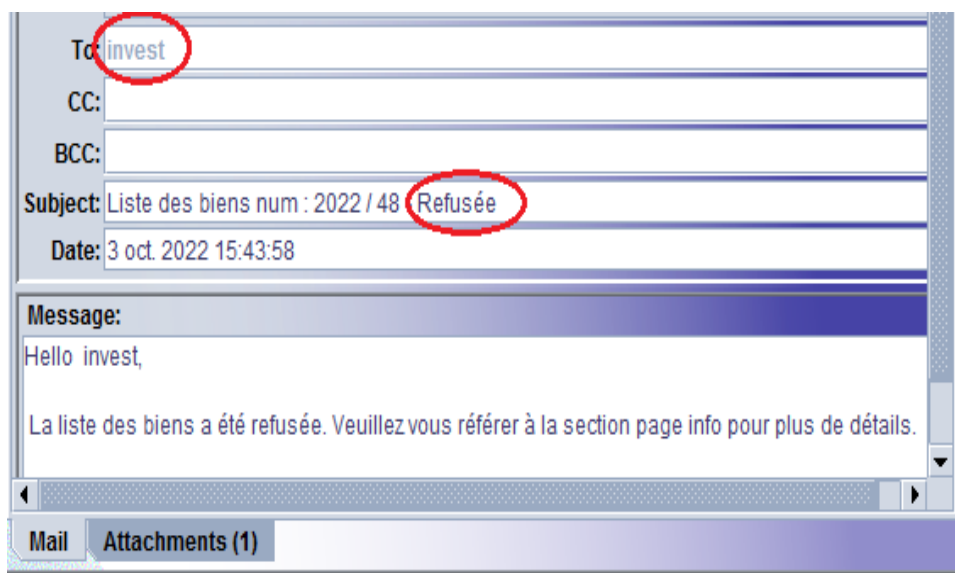 To: invest
CC:
BCC:
Subject: Liste des biens num : 2022 / 48 Refusée
Date: 3 oct. 2022 15:43:58
Message:
Hello invest,
La liste des biens a été refusée. Veuillez vous référer à la section page info pour plus de détails.
Mail Attachments (1)